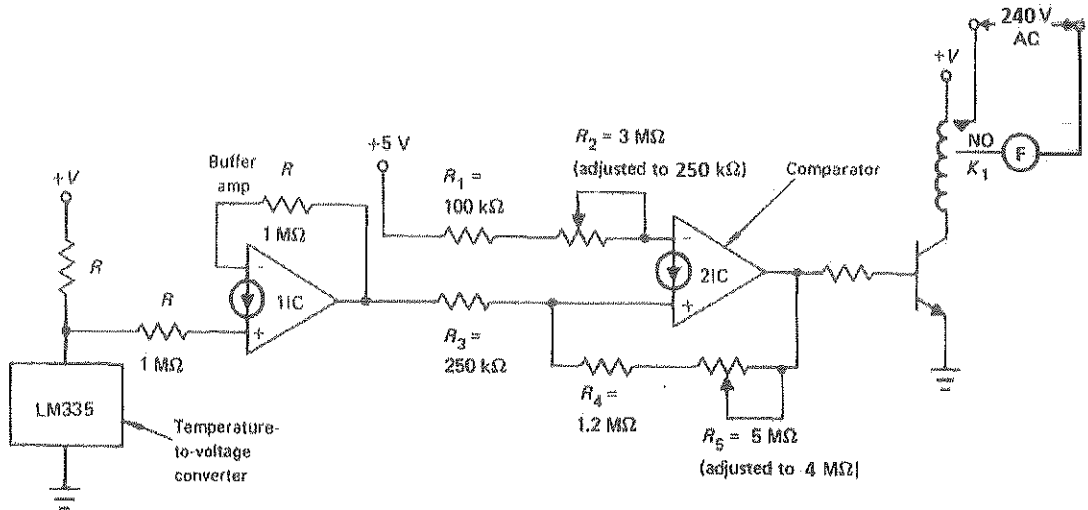 240 V
AC
+V
R2 = 3 MΩ
(adjusted to 250 kΩ)
+5 V
Comparator
NO
F
K1
Buffer
amp
R
R1 =
100 kΩ
+V
1 MΩ
R
-
-
1IC
2IC
R
+
+
1 MΩ
R3 =
250 kΩ
LM335
R4 =
1.2 MΩ
Temperature-
to-voltage
converter
R5 = 5 MΩ
(adjusted to 4 MΩ)